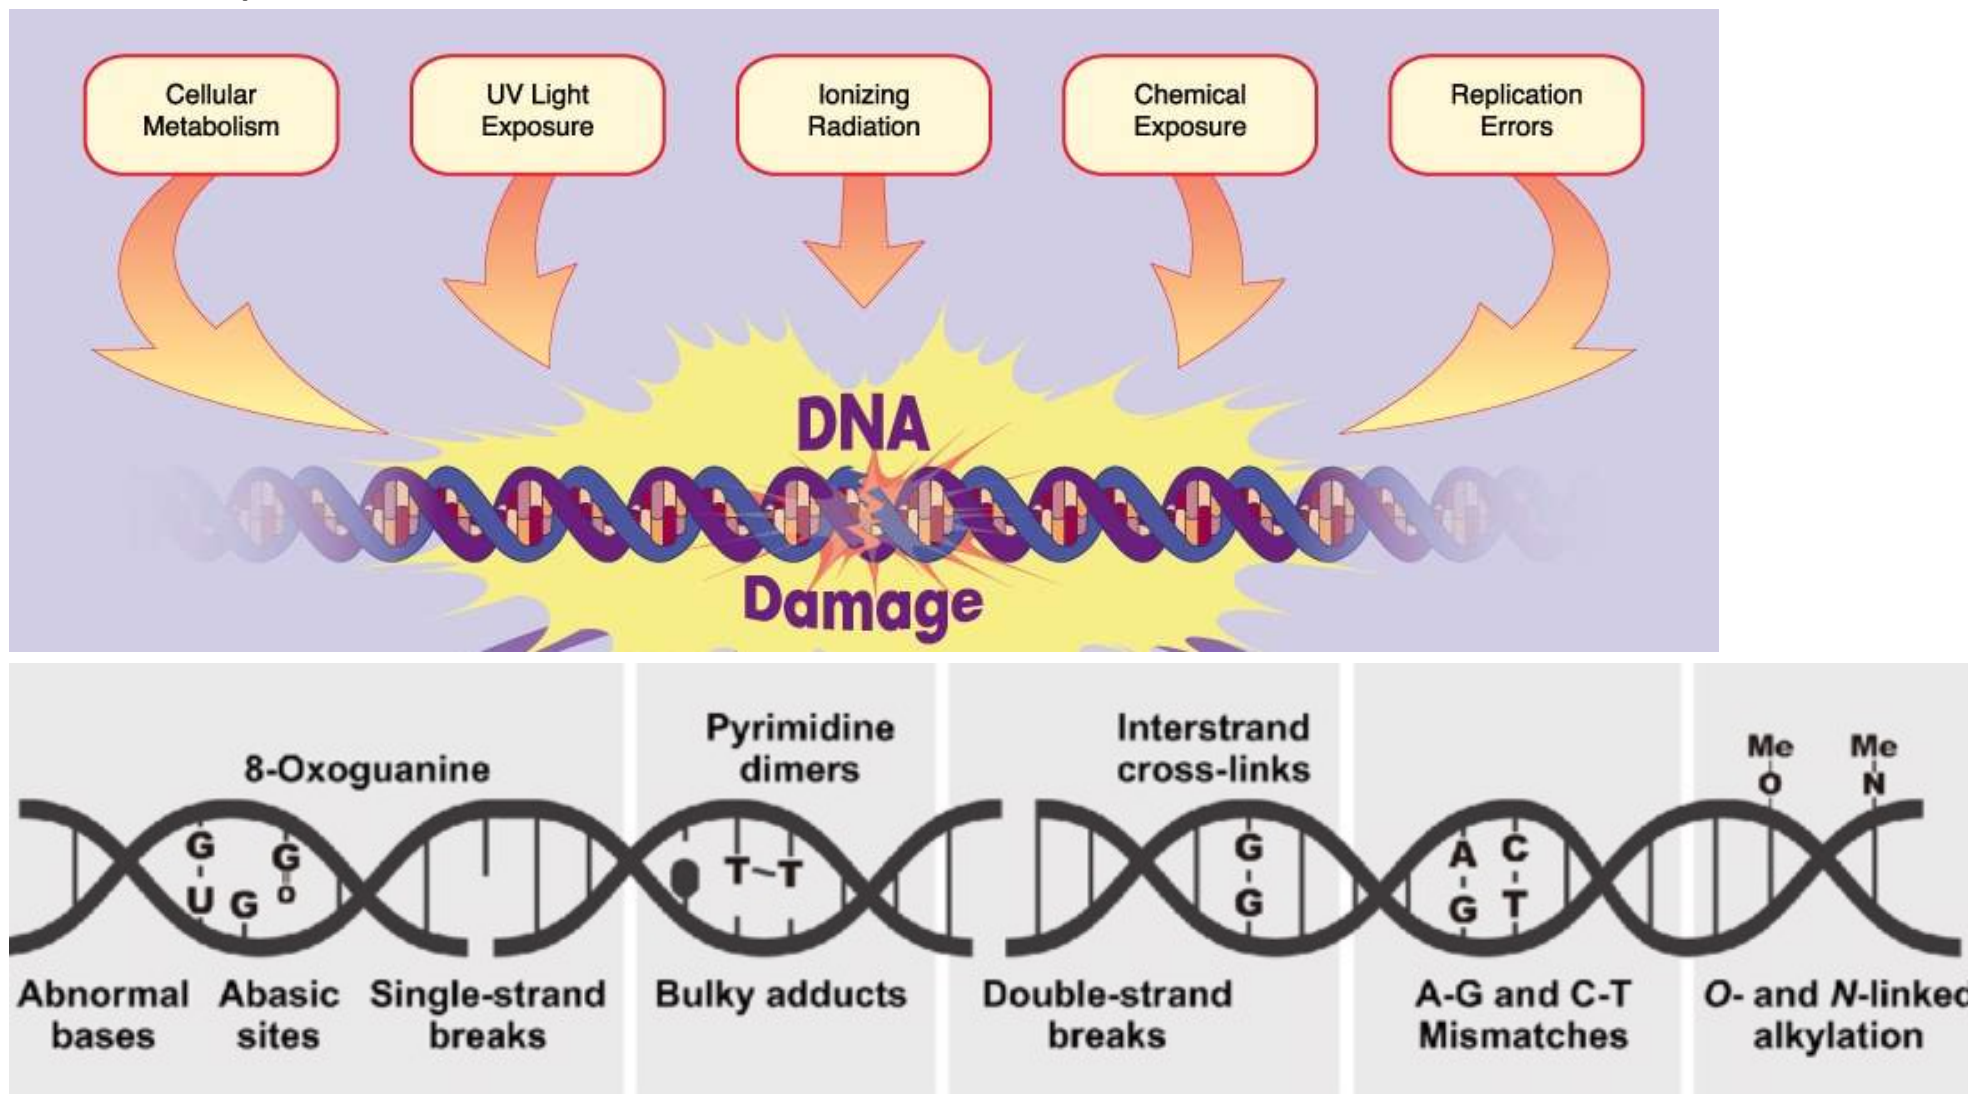 Cellular
Metabolism
UV Light
Exposure
Ionizing
Radiation
Chemical
Exposure
Replication
Errors
DNA
Damage
8-Oxoguanine
Pyrimidine
dimers
Interstrand
cross-links
Me
O
Me
N
G
U
G
G
O
T~T
G
G
A
G
C
T
Abnormal
bases
Abasic
sites
Single-strand
breaks
Bulky adducts
Double-strand
breaks
A-G and C-T
Mismatches
O- and N-linked
alkylation